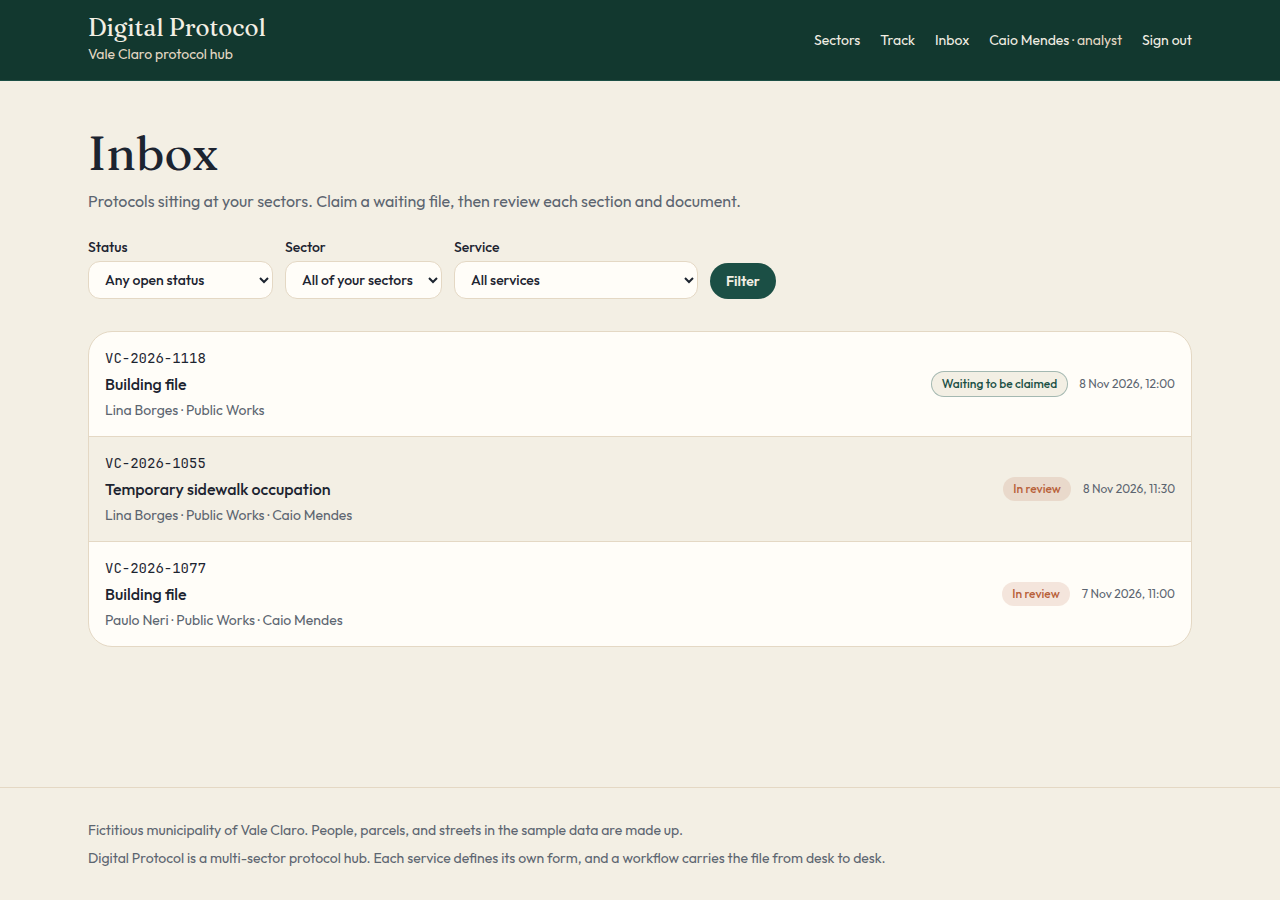 Digital Protocol
Vale Claro protocol hub
Sectors Track Inbox Caio Mendes · analyst Sign out
Inbox
Protocols sitting at your sectors. Claim a waiting file, then review each section and document.
Status Sector Service
Any open status All of your sectors All services Filter
VC-2026-1118
Building file
Lina Borges · Public Works
Waiting to be claimed 8 Nov 2026, 12:00
VC-2026-1055
Temporary sidewalk occupation
Lina Borges · Public Works · Caio Mendes
In review 8 Nov 2026, 11:30
VC-2026-1077
Building file
Paulo Neri · Public Works · Caio Mendes
In review 7 Nov 2026, 11:00
Fictitious municipality of Vale Claro. People, parcels, and streets in the sample data are made up.
Digital Protocol is a multi-sector protocol hub. Each service defines its own form, and a workflow carries the file from desk to desk.